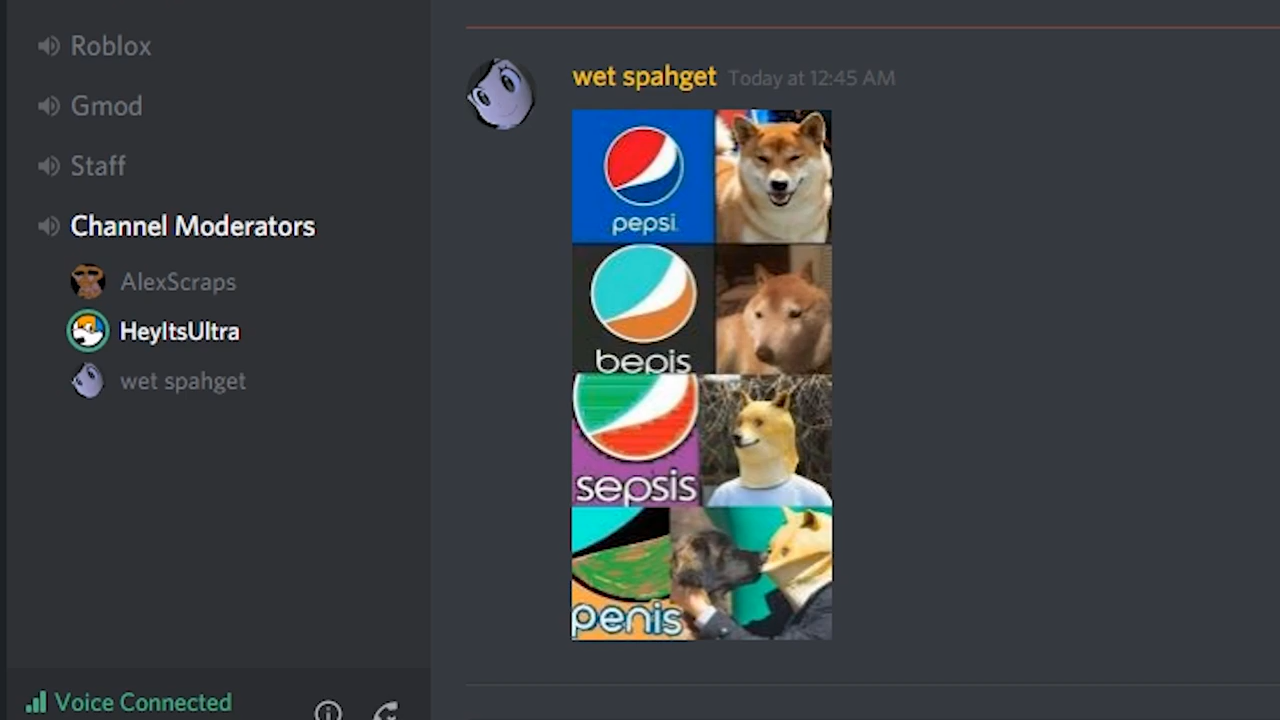 Roblox
Gmod
Staff
Channel Moderators
AlexScraps
HeyItsUltra
wet spahget
Voice Connected
wet spahget Today at 12:45 AM
pepsi
bepis
sepsis
penis